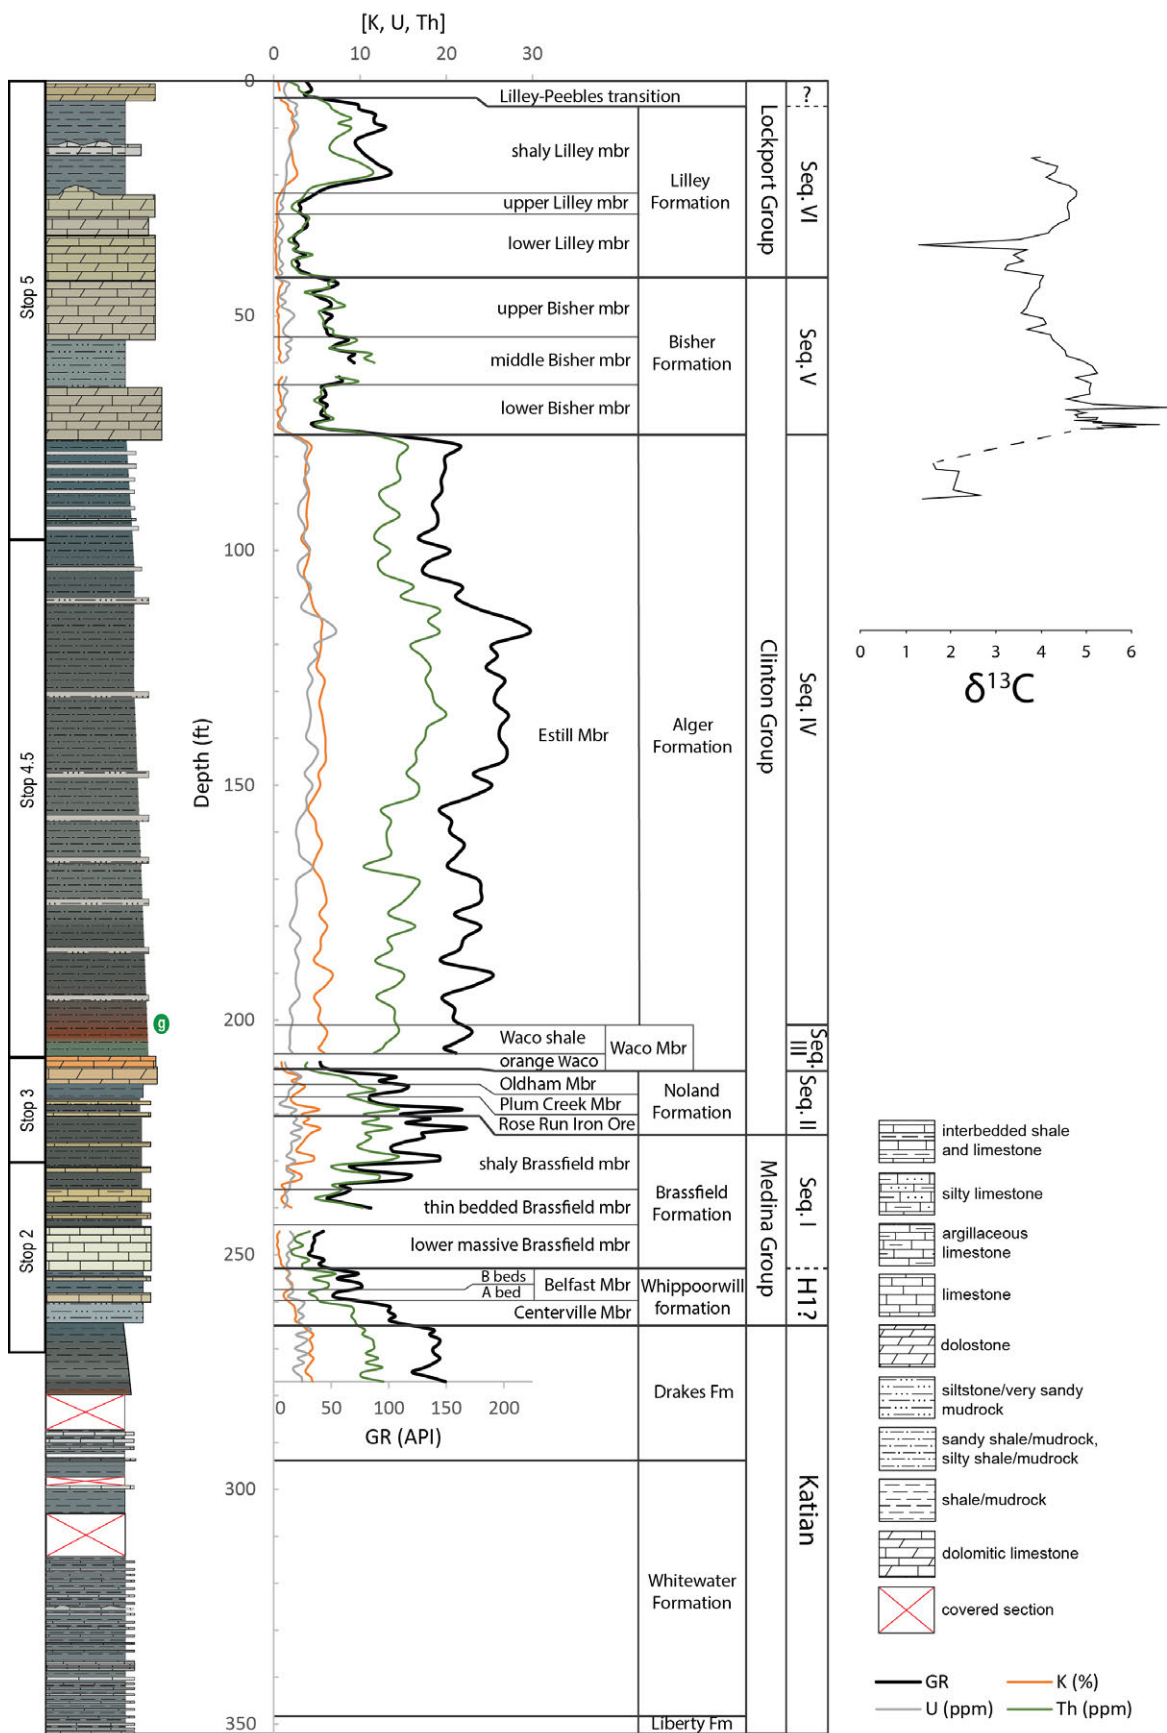 [K, U, Th]
0
10
20
30
0
50
100
150
200
250
300
350
Depth (ft)
Stop 5
Stop 4.5
Stop 3
Stop 2
g
Lilley-Peebles transition
shaly Lilley mbr
upper Lilley mbr
lower Lilley mbr
upper Bisher mbr
middle Bisher mbr
lower Bisher mbr
Estill Mbr
Waco shale
orange Waco
Waco Mbr
Oldham Mbr
Plum Creek Mbr
Rose Run Iron Ore
shaly Brassfield mbr
thin bedded Brassfield mbr
lower massive Brassfield mbr
B beds
A bed
Belfast Mbr
Centerville Mbr
Lilley
Formation
Bisher
Formation
Alger
Formation
Noland
Formation
Brassfield
Formation
Whippoorwill
formation
Drakes Fm
Whitewater
Formation
Liberty Fm
Lockport Group
Clinton Group
Medina Group
?
Seq. VI
Seq. V
Seq. IV
Seq.
III
Seq. II
Seq. I
H1?
Katian
0
50
100
150
200
GR (API)
0
1
2
3
4
5
6
δ13C
interbedded shale
and limestone
silty limestone
argillaceous
limestone
limestone
dolostone
siltstone/very sandy
mudrock
sandy shale/mudrock,
silty shale/mudrock
shale/mudrock
dolomitic limestone
covered section
GR
K (%)
U (ppm)
Th (ppm)